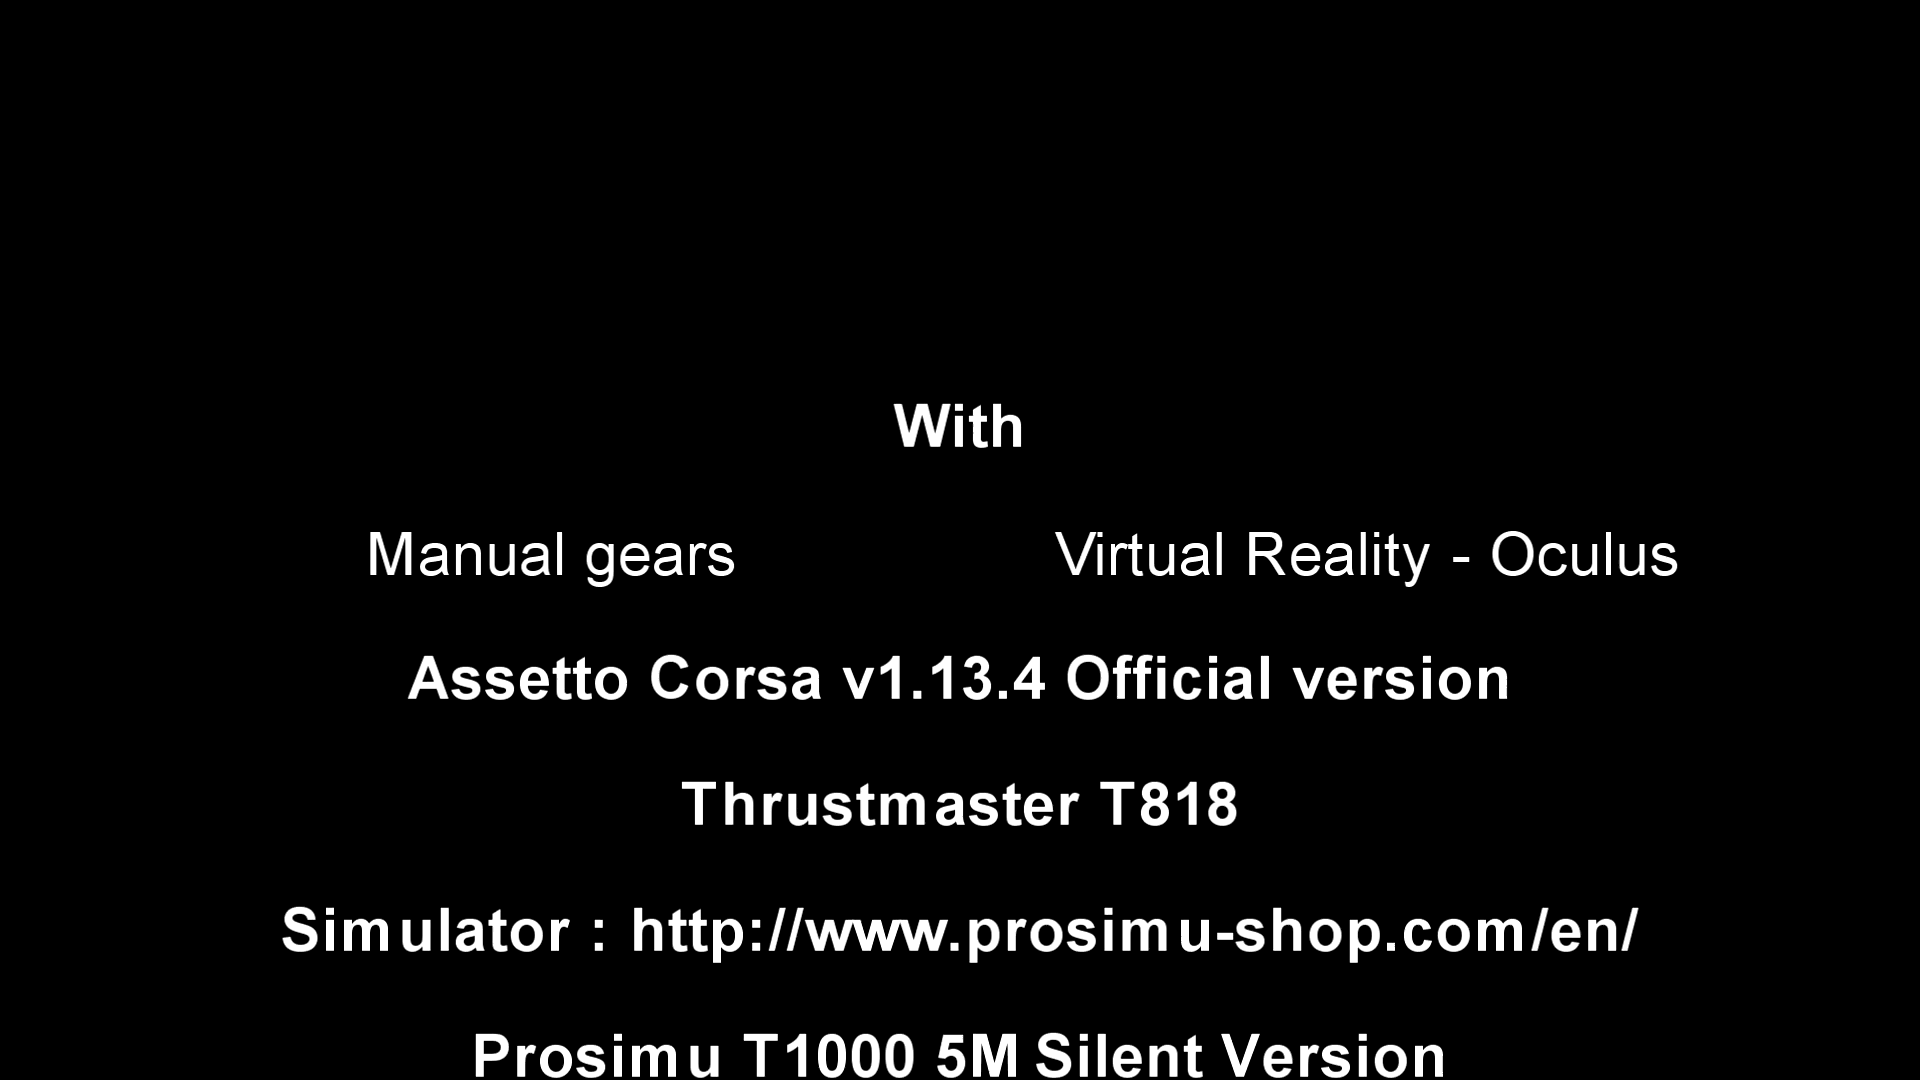 With
Manual gears Virtual Reality - Oculus
Assetto Corsa v1.13.4 Official version
Thrustmaster T818
Simulator : http://www.prosimu-shop.com/en/
Prosimu T1000 5M Silent Version